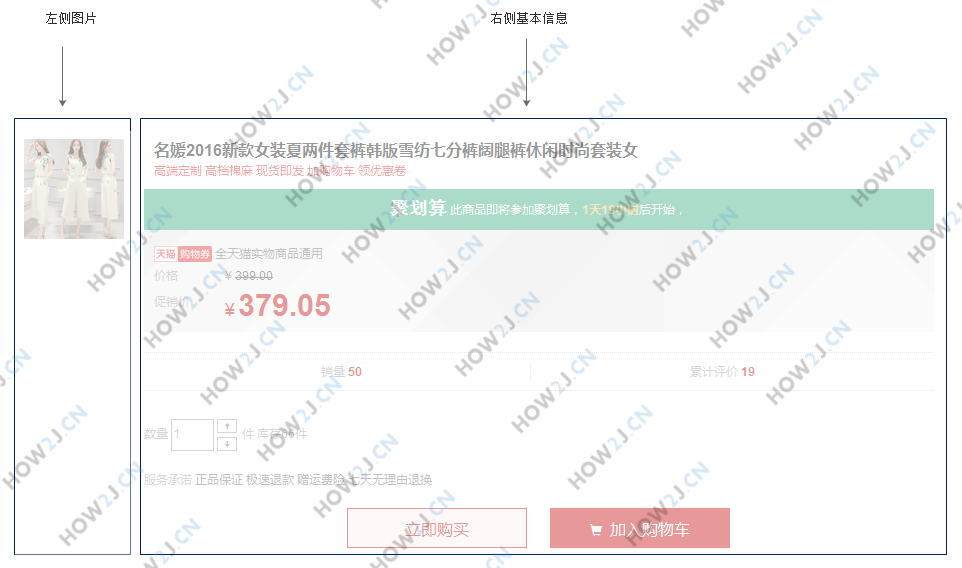 左侧图片
右侧基本信息
名媛2016新款女装夏两件套裤韩版雪纺七分裤阔腿裤休闲时尚套装女
高端定制 高档棉麻 现货即发 加购物车 领优惠卷
聚划算 此商品即将参加聚划算，1天19小时后开始，
天猫 购物券 全天猫实物商品通用
价格 ¥ 399.00
促销价 ¥ 379.05
销量 50 累计评价 19
数量 1 件 库存 件
服务承诺 正品保证 极速退款 赠运费险 七天无理由退换
立即购买 加入购物车
HOW2J.CN